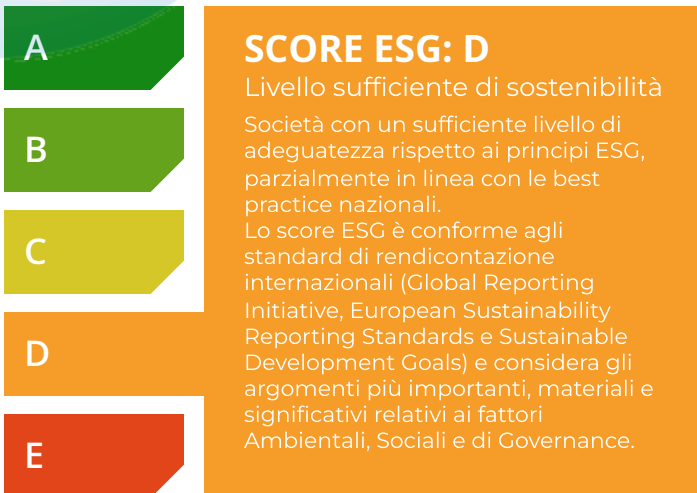 A
B
C
D
E
SCORE ESG: D
Livello sufficiente di sostenibilità
Società con un sufficiente livello di
adeguatezza rispetto ai principi ESG,
parzialmente in linea con le best
practice nazionali.
Lo score ESG è conforme agli
standard di rendicontazione
internazionali (Global Reporting
Initiative, European Sustainability
Reporting Standards e Sustainable
Development Goals) e considera gli
argomenti più importanti, materiali e
significativi relativi ai fattori
Ambientali, Sociali e di Governance.